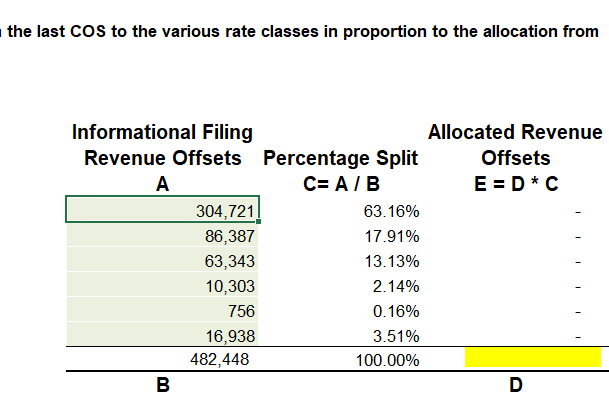 the last COS to the various rate classes in proportion to the allocation from
Informational Filing Allocated Revenue
Revenue Offsets Percentage Split Offsets
A C= A / B E = D * C
304,721 63.16% -
86,387 17.91% -
63,343 13.13% -
10,303 2.14% -
756 0.16% -
16,938 3.51% -
482,448 100.00%
B D